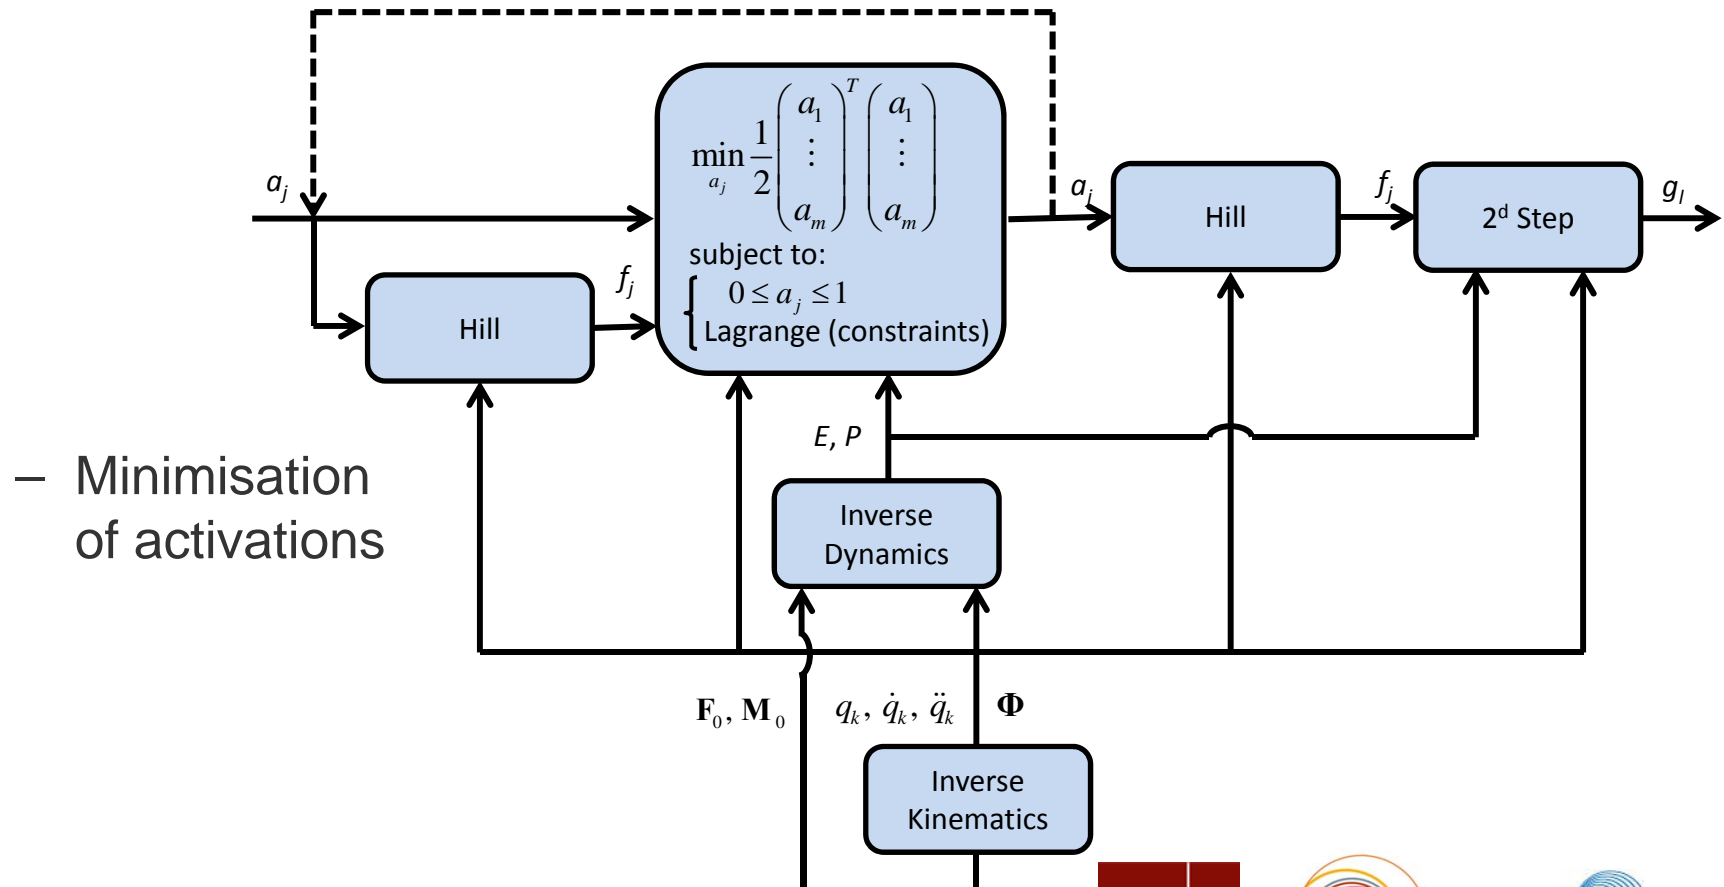 a_j
min_{a_j} 1/2 (a_1 ⋮ a_m)^T (a_1 ⋮ a_m)
subject to:
0 ≤ a_j ≤ 1
Lagrange (constraints)
f_j
Hill
a_j
Hill
f_j
2^d Step
g_l
E, P
– Minimisation
of activations
Inverse
Dynamics
F_0, M_0
q_k, q̇_k, q̈_k
Φ
Inverse
Kinematics